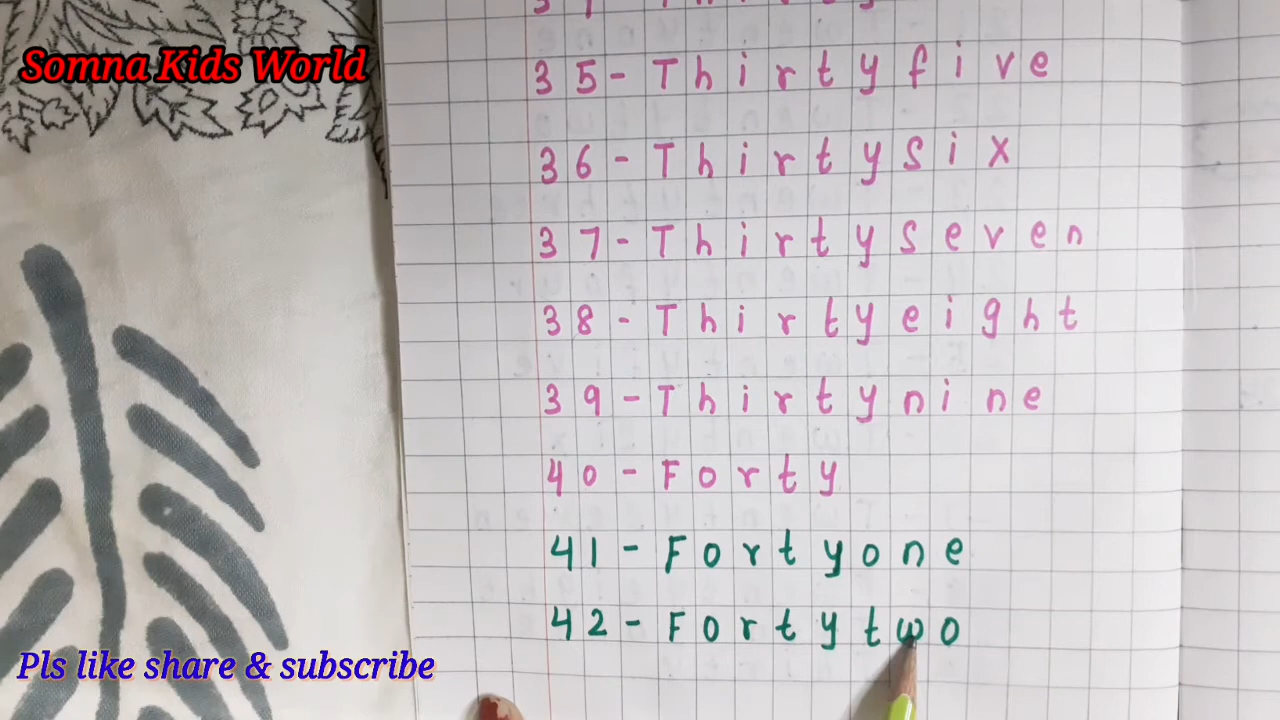 Somna Kids World
35- Thirtyfive
36- Thirtysix
37- Thirtyseven
38- Thirtyeight
39- Thirtynine
40- Forty
41- Fortyone
42- Fortytwo
Pls like share & subscribe